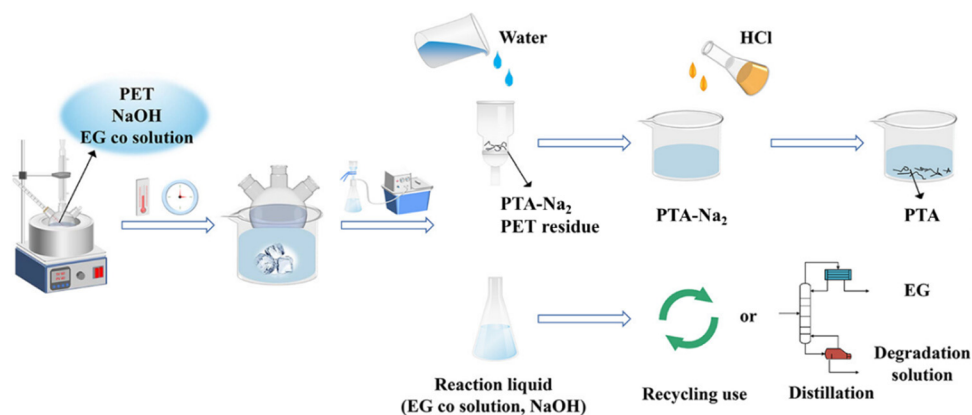 PET
NaOH
EG co solution
Water
PTA-Na₂
PET residue
HCl
PTA-Na₂
PTA
Reaction liquid
(EG co solution, NaOH)
Recycling use
or
Distillation
EG
Degradation
solution